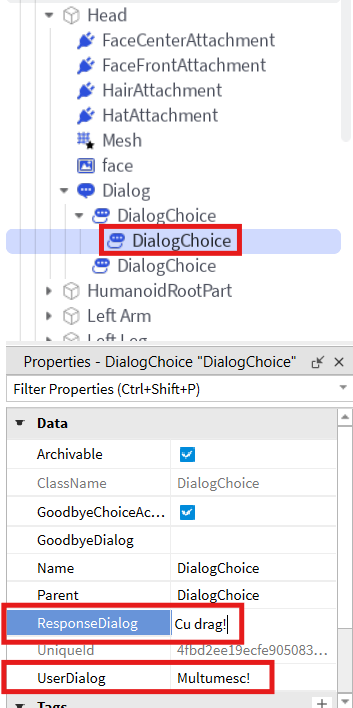 Head
FaceCenterAttachment
FaceFrontAttachment
HairAttachment
HatAttachment
Mesh
face
Dialog
DialogChoice
DialogChoice
DialogChoice
HumanoidRootPart
Left Arm
Left Leg
Properties - DialogChoice "DialogChoice"
Filter Properties (Ctrl+Shift+P)
Data
Archivable
ClassName DialogChoice
GoodbyeChoiceAc...
GoodbyeDialog
Name DialogChoice
Parent DialogChoice
ResponseDialog Cu drag!
UniqueId 4fbd2ee19ecfe905083...
UserDialog Multumesc!
Tags